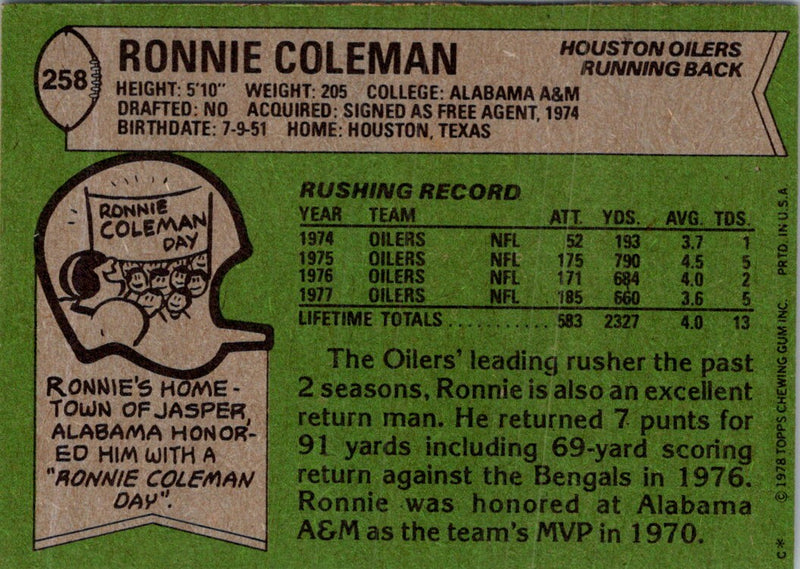 258
RONNIE COLEMAN
HOUSTON OILERS
RUNNING BACK
HEIGHT: 5'10" WEIGHT: 205 COLLEGE: ALABAMA A&M
DRAFTED: NO ACQUIRED: SIGNED AS FREE AGENT, 1974
BIRTHDATE: 7-9-51 HOME: HOUSTON, TEXAS
RONNIE
COLEMAN
DAY
RONNIE'S HOME-
TOWN OF JASPER,
ALABAMA HONOR-
ED HIM WITH A
"RONNIE COLEMAN
DAY".
RUSHING RECORD
YEAR TEAM ATT. YDS. AVG. TDS.
1974 OILERS NFL 52 193 3.7 1
1975 OILERS NFL 175 790 4.5 5
1976 OILERS NFL 171 684 4.0 2
1977 OILERS NFL 185 660 3.6 5
LIFETIME TOTALS .......... 583 2327 4.0 13
The Oilers' leading rusher the past
2 seasons, Ronnie is also an excellent
return man. He returned 7 punts for
91 yards including 69-yard scoring
return against the Bengals in 1976.
Ronnie was honored at Alabama
A&M as the team's MVP in 1970.
C* © 1978 TOPPS CHEWING GUM INC. PRTD. IN U.S.A.